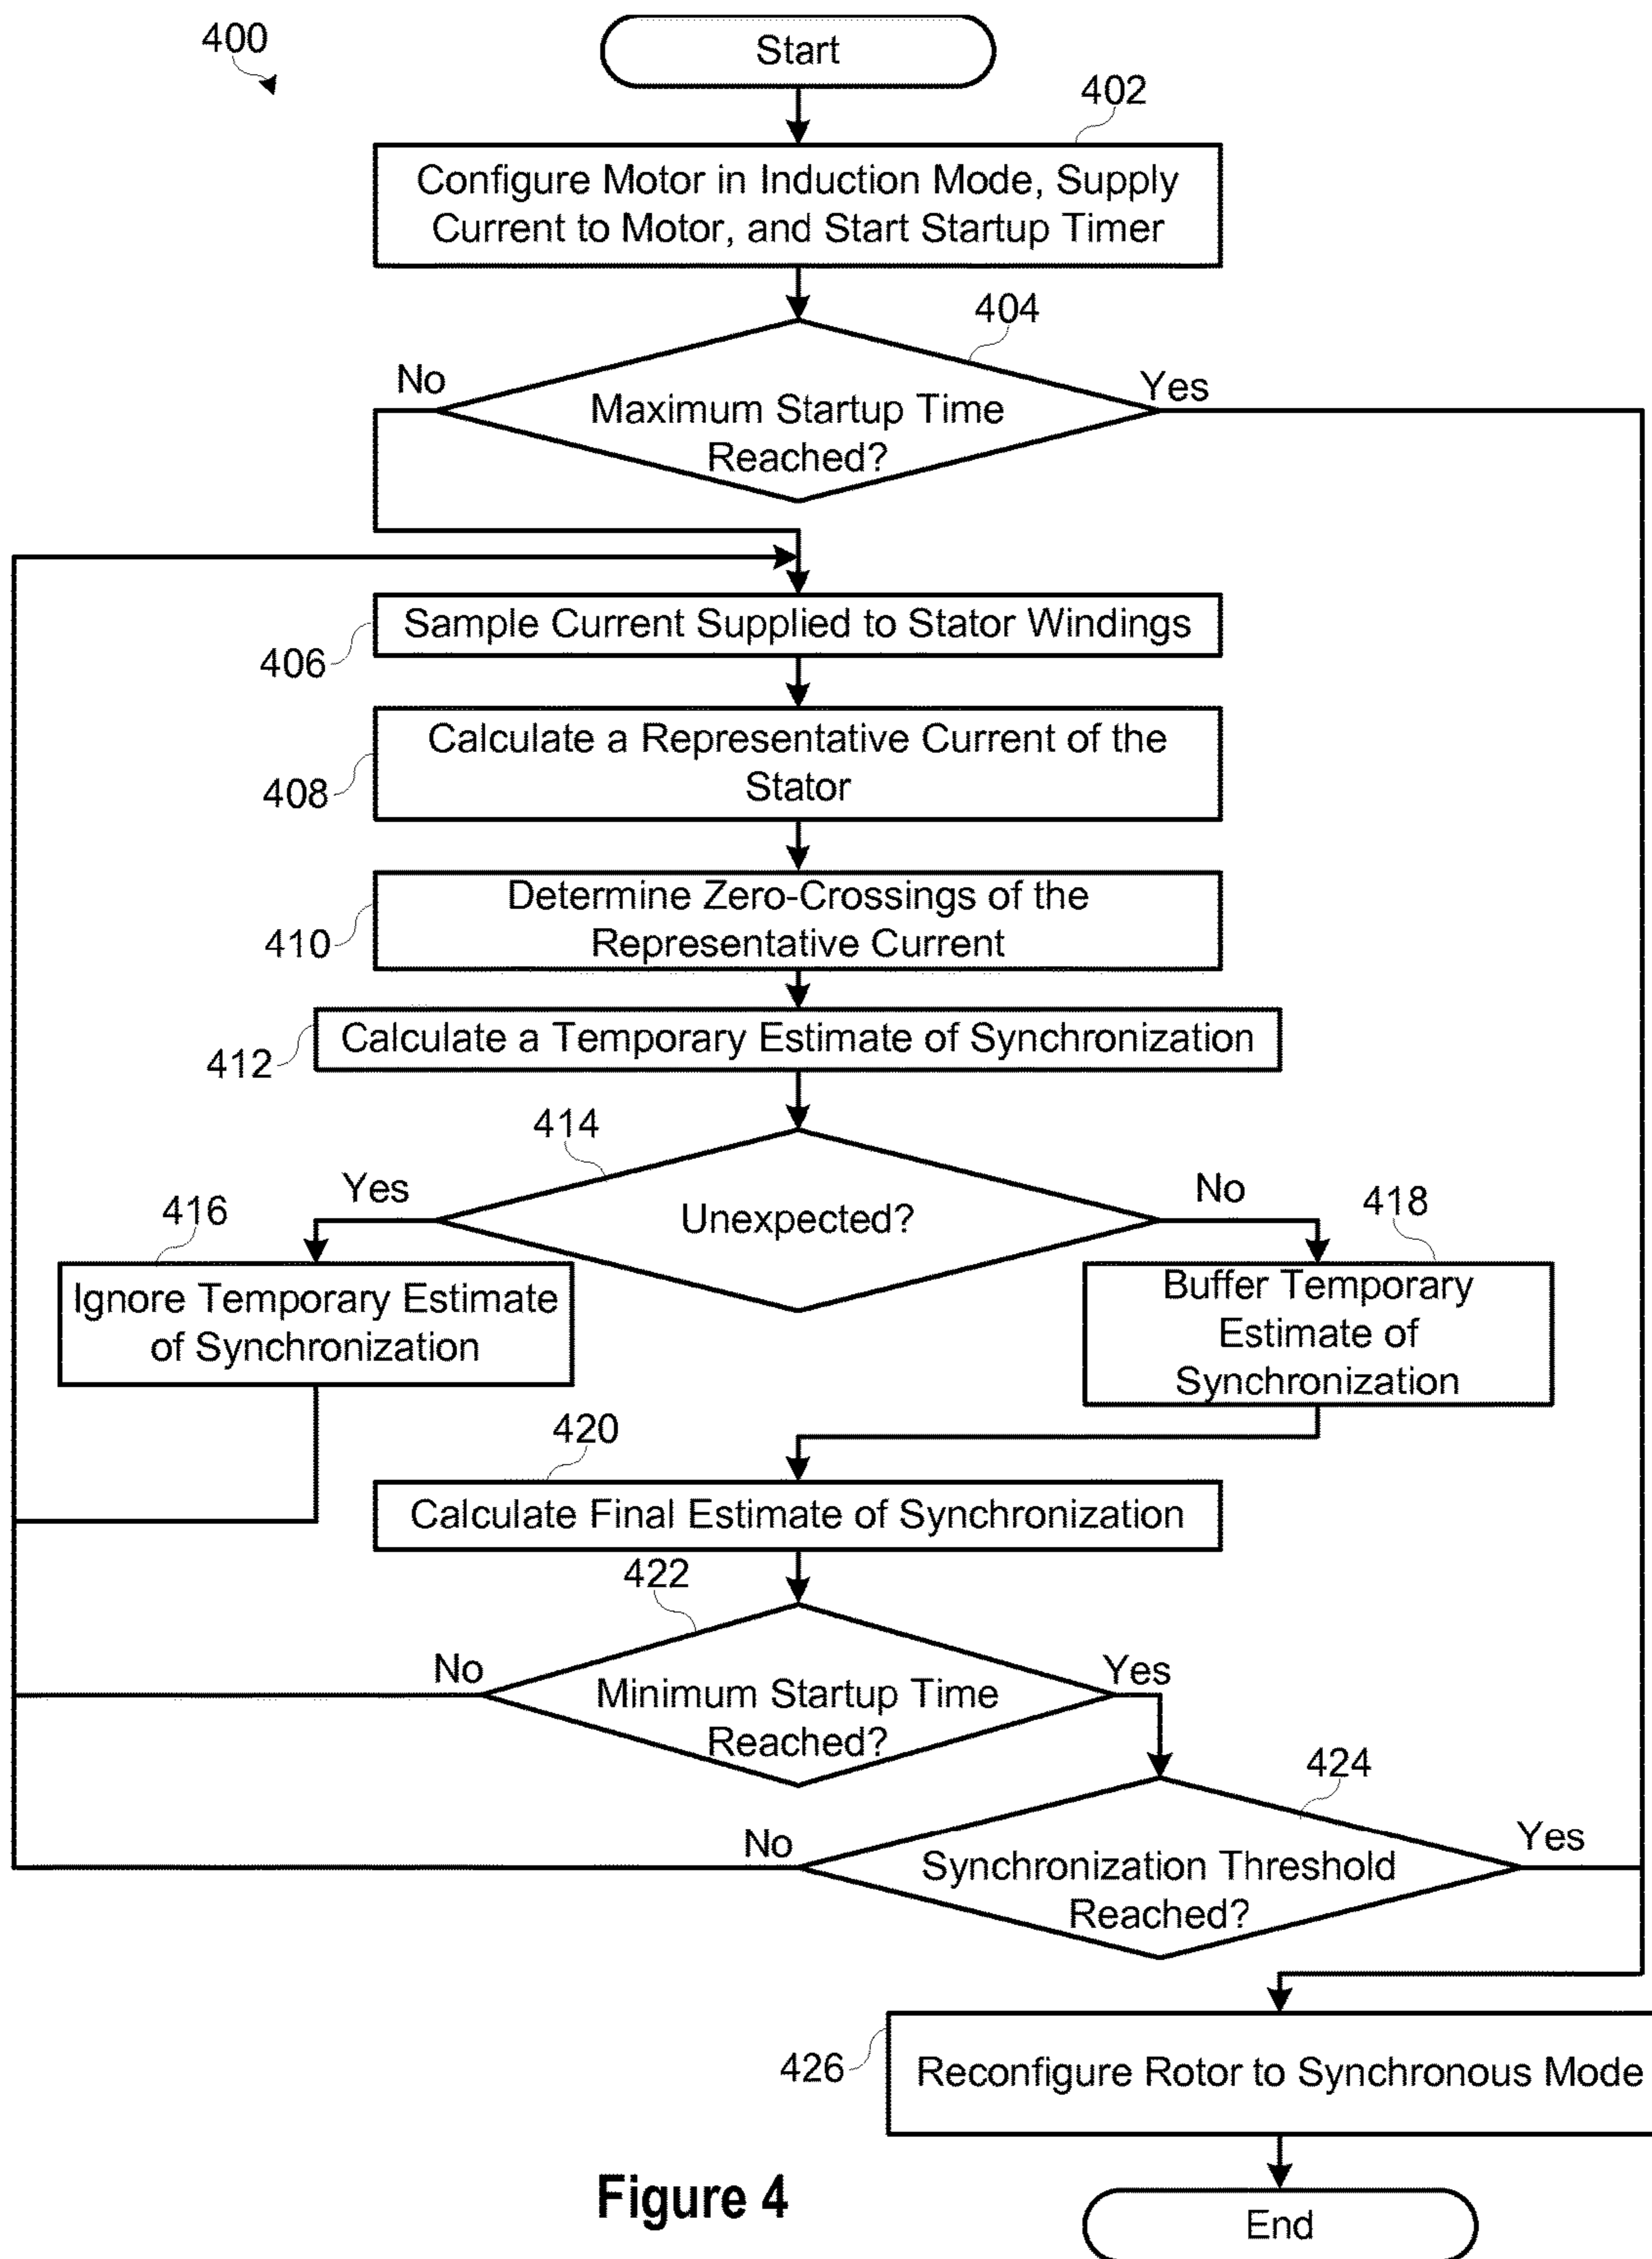 400
Start
402
Configure Motor in Induction Mode, Supply
Current to Motor, and Start Startup Timer
404
No
Yes
Maximum Startup Time
Reached?
Sample Current Supplied to Stator Windings
406
Calculate a Representative Current of the
Stator
408
Determine Zero-Crossings of the
Representative Current
410
Calculate a Temporary Estimate of Synchronization
412
414
Yes
No
Unexpected?
416
418
Ignore Temporary Estimate
of Synchronization
Buffer Temporary
Estimate of
Synchronization
420
Calculate Final Estimate of Synchronization
422
No
Yes
Minimum Startup Time
Reached?
424
No
Yes
Synchronization Threshold
Reached?
426
Reconfigure Rotor to Synchronous Mode
Figure 4
End